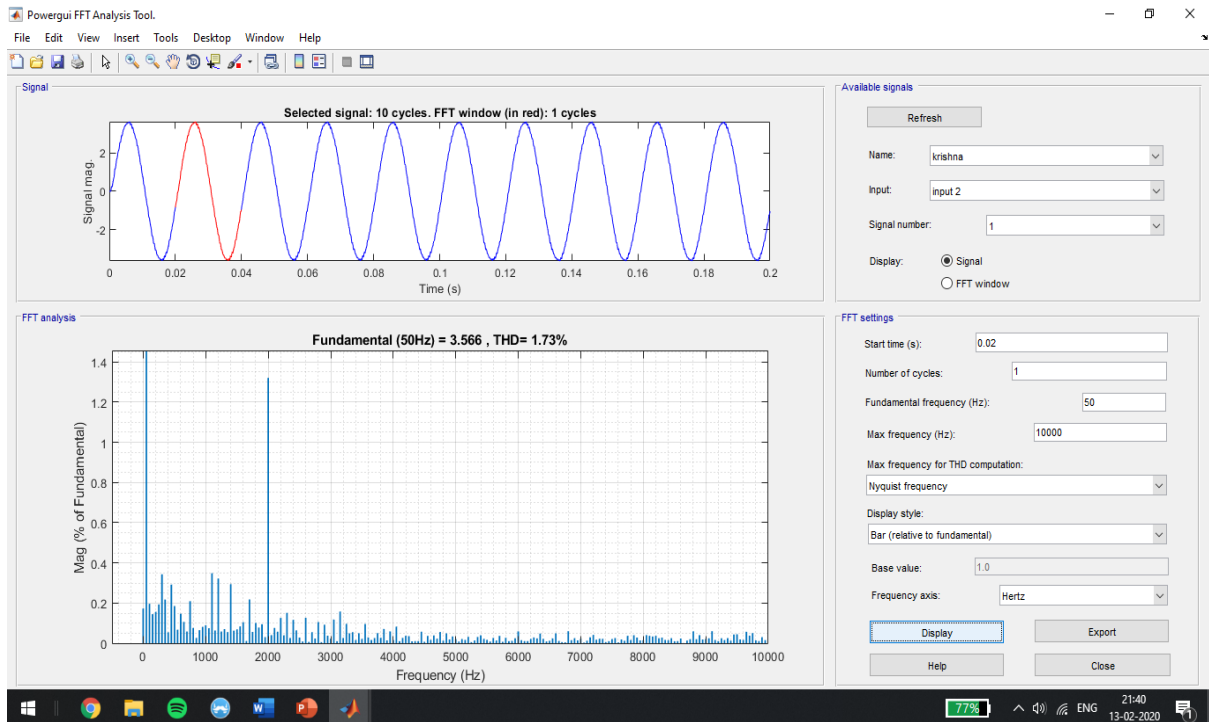 Powergui FFT Analysis Tool.
File Edit View Insert Tools Desktop Window Help
Signal
Selected signal: 10 cycles. FFT window (in red): 1 cycles
Signal mag.
2
0
-2
0 0.02 0.04 0.06 0.08 0.1 0.12 0.14 0.16 0.18 0.2
Time (s)
FFT analysis
Fundamental (50Hz) = 3.566 , THD= 1.73%
Mag (% of Fundamental)
1.4
1.2
1
0.8
0.6
0.4
0.2
0
0 1000 2000 3000 4000 5000 6000 7000 8000 9000 10000
Frequency (Hz)
Available signals
Refresh
Name: krishna
Input: input 2
Signal number: 1
Display: Signal
FFT window
FFT settings
Start time (s): 0.02
Number of cycles: 1
Fundamental frequency (Hz): 50
Max frequency (Hz): 10000
Max frequency for THD computation:
Nyquist frequency
Display style:
Bar (relative to fundamental)
Base value: 1.0
Frequency axis: Hertz
Display Export
Help Close
77% ENG 21:40
13-02-2020